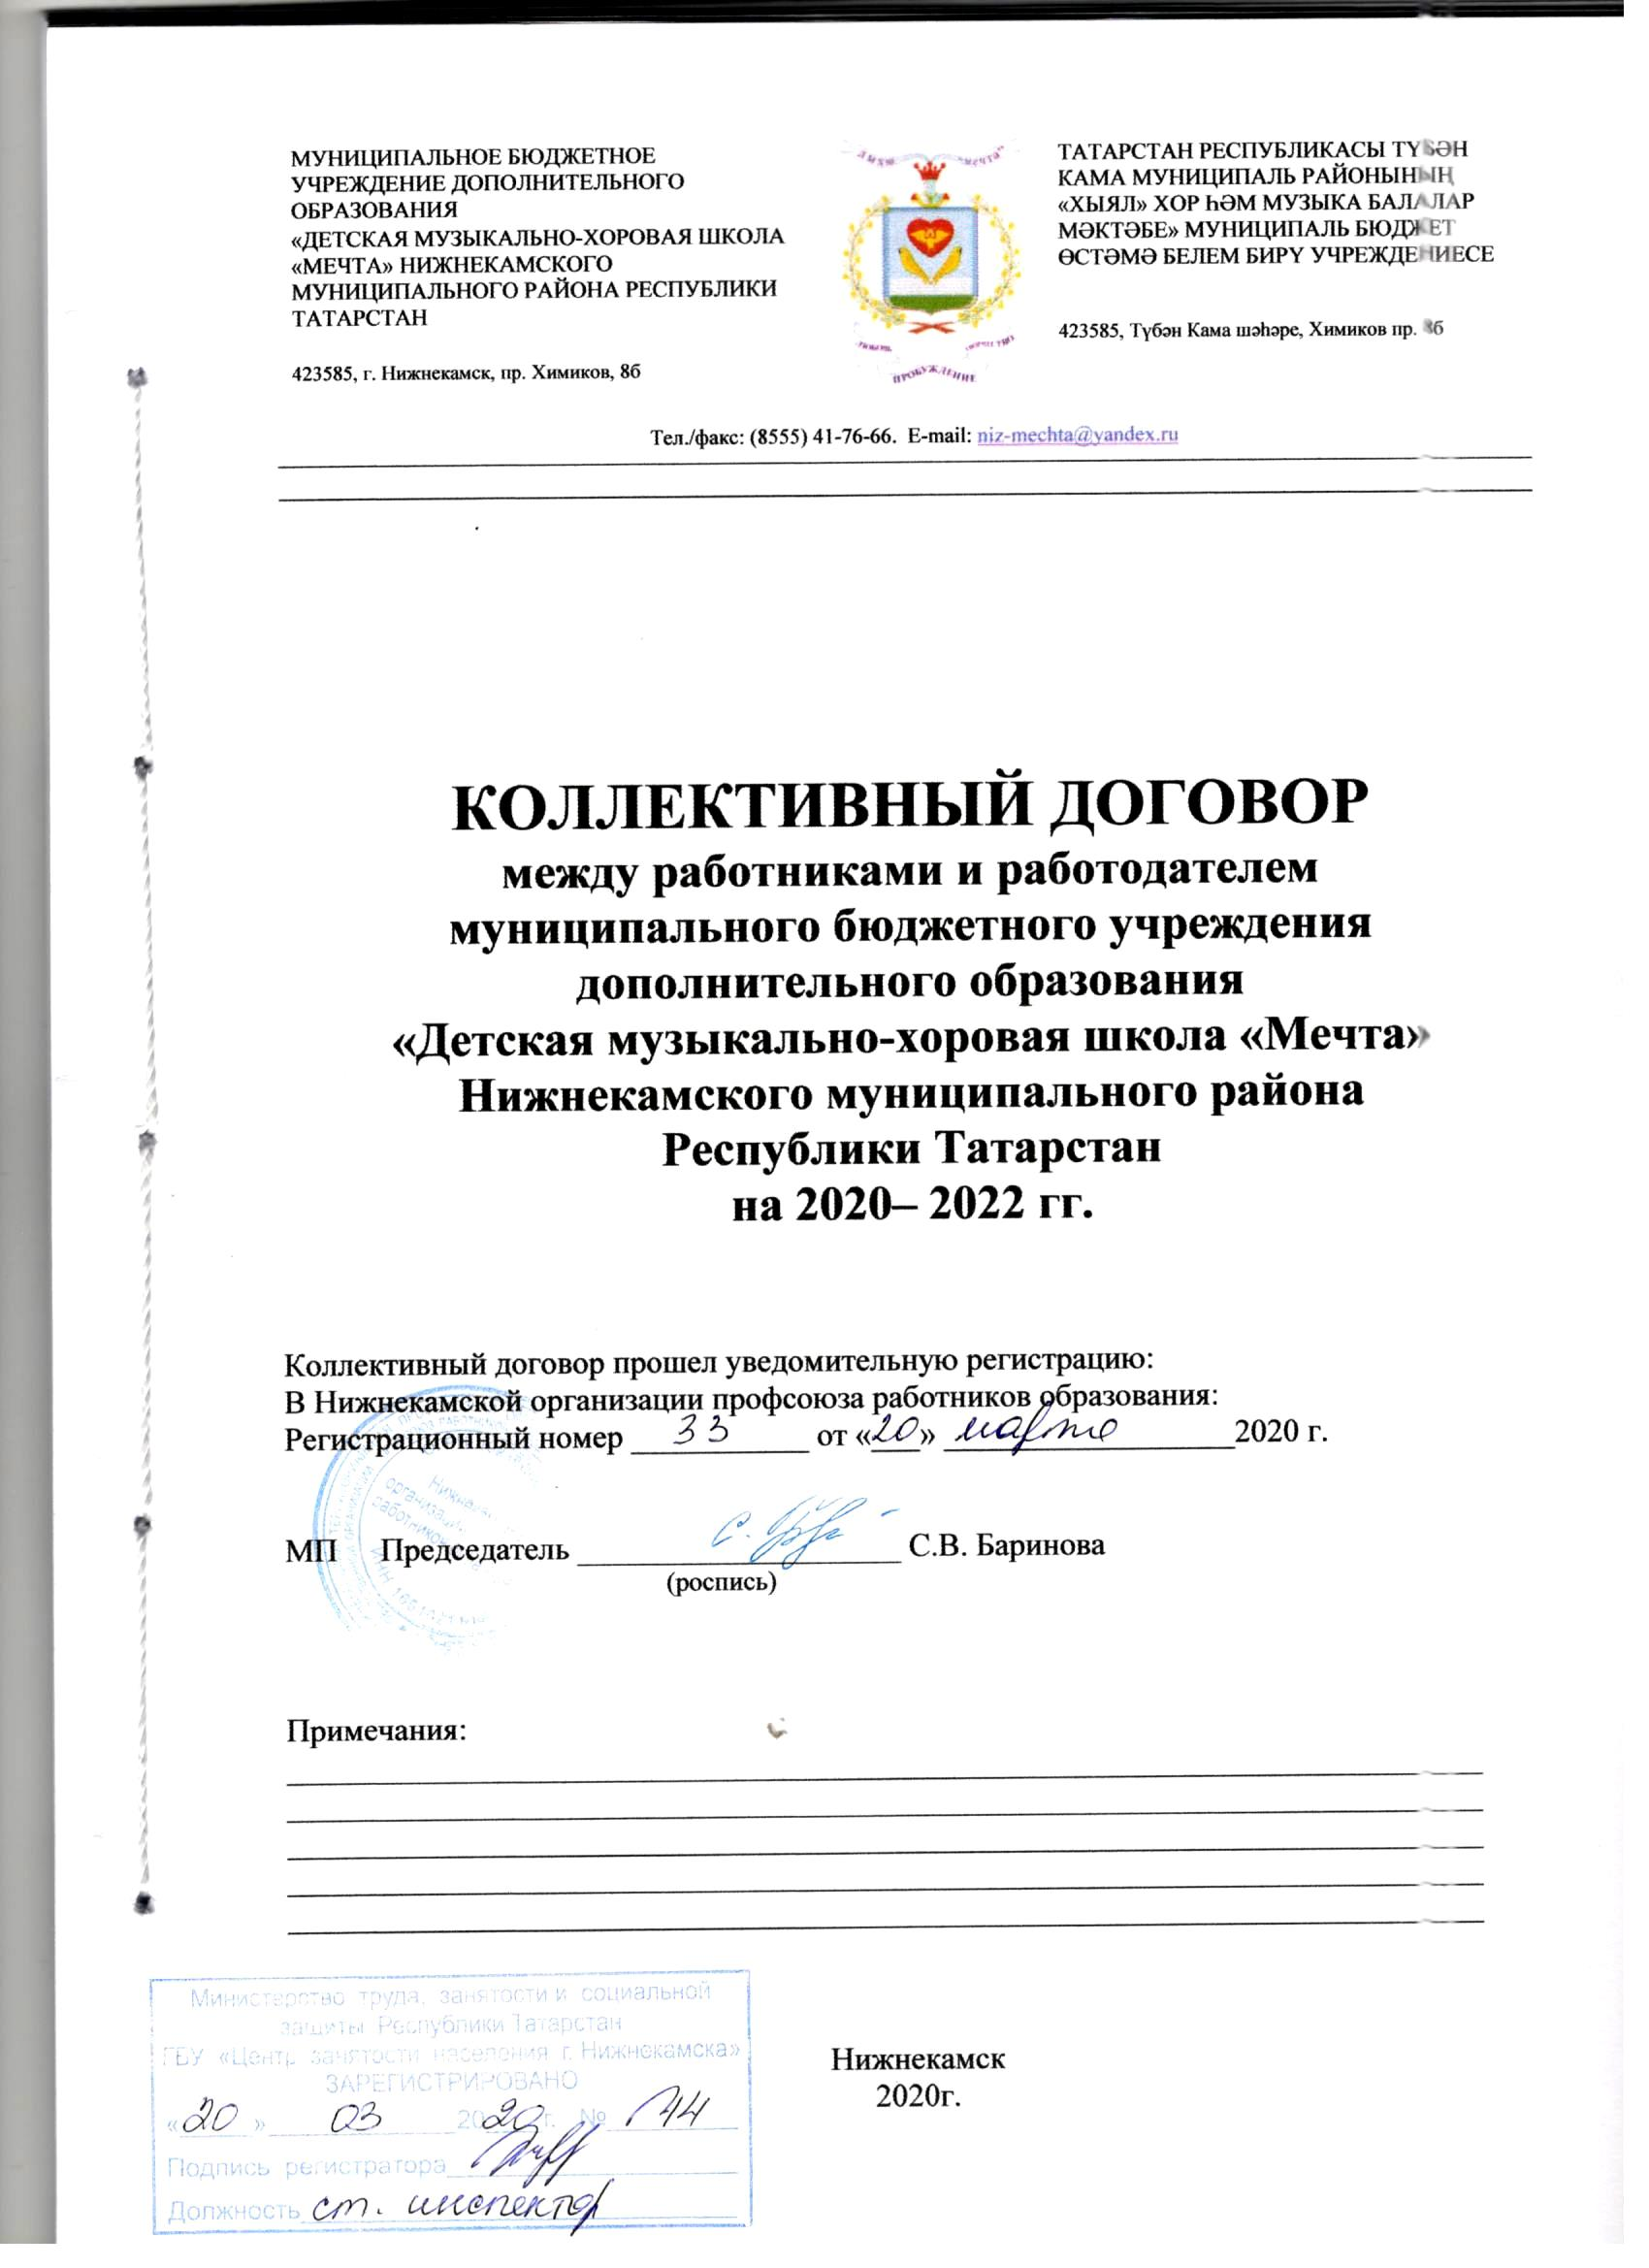 МУНИЦИПАЛЬНОЕ БЮДЖЕТНОЕ
УЧРЕЖДЕНИЕ ДОПОЛНИТЕЛЬНОГО
ОБРАЗОВАНИЯ
«ДЕТСКАЯ МУЗЫКАЛЬНО-ХОРОВАЯ ШКОЛА
«МЕЧТА» НИЖНЕКАМСКОГО
МУНИЦИПАЛЬНОГО РАЙОНА РЕСПУБЛИКИ
ТАТАРСТАН
423585, г. Нижнекамск, пр. Химиков, 8б
"мечта"
ПРОБУЖДЕНИЕ
ТАТАРСТАН РЕСПУБЛИКАСЫ ТҮБӘН
КАМА МУНИЦИПАЛЬ РАЙОНЫНЫҢ
«ХЫЯЛ» ХОР ҺӘМ МУЗЫКА БАЛАЛАР
МӘКТӘБЕ» МУНИЦИПАЛЬ БЮДЖЕТ
ӨСТӘМӘ БЕЛЕМ БИРҮ УЧРЕЖДЕНИЕСЕ
423585, Түбән Кама шәһәре, Химиков пр. 8б
Тел./факс: (8555) 41-76-66. E-mail: niz-mechta@yandex.ru
КОЛЛЕКТИВНЫЙ ДОГОВОР
между работниками и работодателем
муниципального бюджетного учреждения
дополнительного образования
«Детская музыкально-хоровая школа «Мечта»
Нижнекамского муниципального района
Республики Татарстан
на 2020– 2022 гг.
Коллективный договор прошел уведомительную регистрацию:
В Нижнекамской организации профсоюза работников образования:
Регистрационный номер 33 от «20» марта 2020 г.
МП Председатель С.В. Баринова
(роспись)
Примечания:
Министерство труда, занятости и социальной
защиты Республики Татарстан
ГБУ «Центр занятости населения г. Нижнекамска»
ЗАРЕГИСТРИРОВАНО
«20» 03 2020 г. № 144
Подпись регистратора
Должность ст. инспектор
Нижнекамск
2020г.